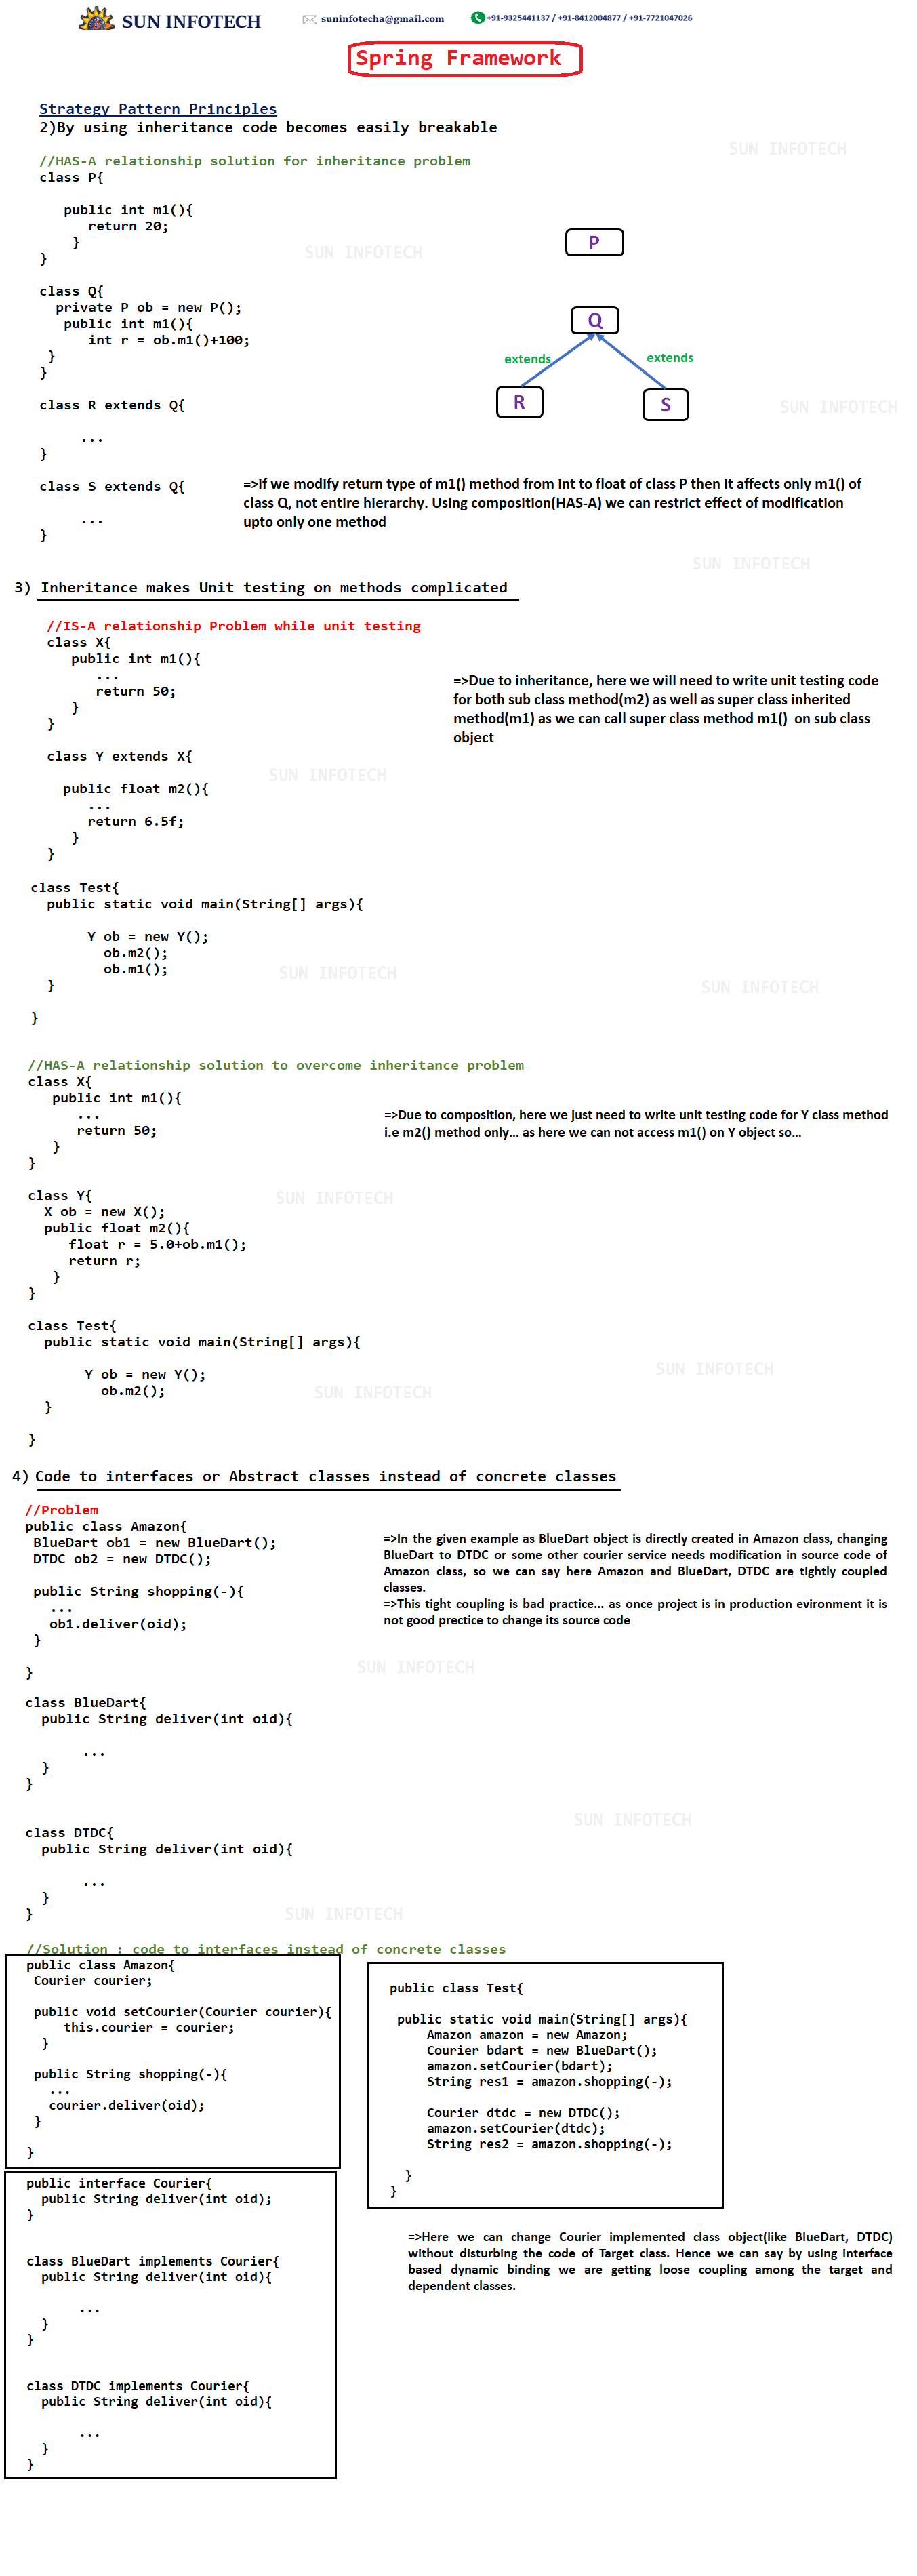 SUN INFOTECH
suninfotecha@gmail.com
+91-9325441137 / +91-8412004877 / +91-7721047026
Spring Framework
Strategy Pattern Principles
2)By using inheritance code becomes easily breakable
SUN INFOTECH
//HAS-A relationship solution for inheritance problem
class P{
public int m1(){
return 20;
}
}
SUN INFOTECH
P
class Q{
private P ob = new P();
public int m1(){
int r = ob.m1()+100;
}
}
Q
extends
extends
R
S
SUN INFOTECH
class R extends Q{
...
}
class S extends Q{
...
}
=>if we modify return type of m1() method from int to float of class P then it affects only m1() of
class Q, not entire hierarchy. Using composition(HAS-A) we can restrict effect of modification
upto only one method
SUN INFOTECH
3) Inheritance makes Unit testing on methods complicated
//IS-A relationship Problem while unit testing
class X{
public int m1(){
...
return 50;
}
}
=>Due to inheritance, here we will need to write unit testing code
for both sub class method(m2) as well as super class inherited
method(m1) as we can call super class method m1() on sub class
object
class Y extends X{
SUN INFOTECH
public float m2(){
...
return 6.5f;
}
}
class Test{
public static void main(String[] args){
Y ob = new Y();
ob.m2();
ob.m1();
}
}
SUN INFOTECH
SUN INFOTECH
//HAS-A relationship solution to overcome inheritance problem
class X{
public int m1(){
...
return 50;
}
}
=>Due to composition, here we just need to write unit testing code for Y class method
i.e m2() method only... as here we can not access m1() on Y object so...
SUN INFOTECH
class Y{
X ob = new X();
public float m2(){
float r = 5.0+ob.m1();
return r;
}
}
class Test{
public static void main(String[] args){
Y ob = new Y();
ob.m2();
}
}
SUN INFOTECH
SUN INFOTECH
4) Code to interfaces or Abstract classes instead of concrete classes
//Problem
public class Amazon{
BlueDart ob1 = new BlueDart();
DTDC ob2 = new DTDC();
public String shopping(-){
...
ob1.deliver(oid);
}
}
=>In the given example as BlueDart object is directly created in Amazon class, changing
BlueDart to DTDC or some other courier service needs modification in source code of
Amazon class, so we can say here Amazon and BlueDart, DTDC are tightly coupled
classes.
=>This tight coupling is bad practice... as once project is in production evironment it is
not good prectice to change its source code
SUN INFOTECH
class BlueDart{
public String deliver(int oid){
...
}
}
class DTDC{
public String deliver(int oid){
...
}
}
SUN INFOTECH
SUN INFOTECH
//Solution : code to interfaces instead of concrete classes
public class Amazon{
Courier courier;
public void setCourier(Courier courier){
this.courier = courier;
}
public String shopping(-){
...
courier.deliver(oid);
}
}
public class Test{
public static void main(String[] args){
Amazon amazon = new Amazon;
Courier bdart = new BlueDart();
amazon.setCourier(bdart);
String res1 = amazon.shopping(-);
Courier dtdc = new DTDC();
amazon.setCourier(dtdc);
String res2 = amazon.shopping(-);
}
}
public interface Courier{
public String deliver(int oid);
}
class BlueDart implements Courier{
public String deliver(int oid){
...
}
}
class DTDC implements Courier{
public String deliver(int oid){
...
}
}
=>Here we can change Courier implemented class object(like BlueDart, DTDC)
without disturbing the code of Target class. Hence we can say by using interface
based dynamic binding we are getting loose coupling among the target and
dependent classes.